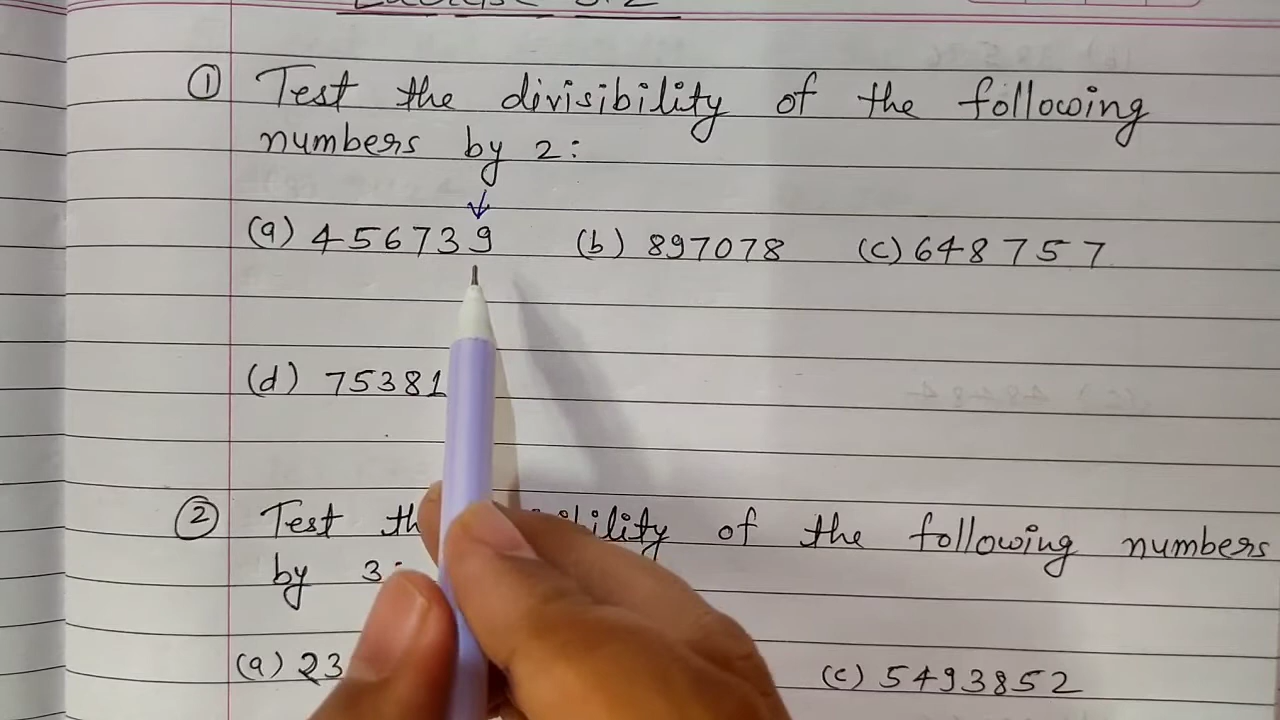 ① Test the divisibility of the following
numbers by 2:
(a) 456739 (b) 897078 (c) 648757
(d) 75381
② Test the of the following numbers
by 3:
(a) 23 (c) 5493852